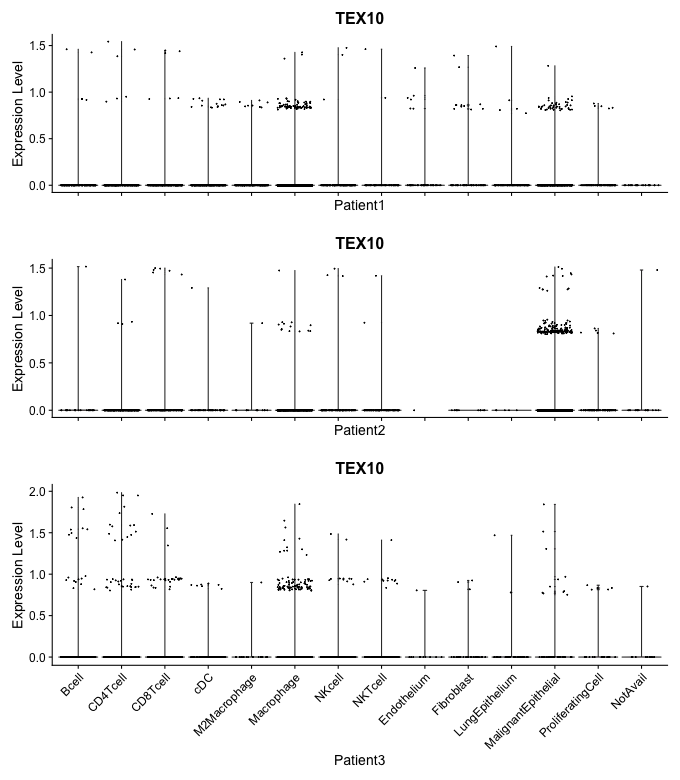 TEX10
Expression Level
1.5
1.0
0.5
0.0
Patient1
TEX10
Expression Level
1.5
1.0
0.5
0.0
Patient2
TEX10
Expression Level
2.0
1.5
1.0
0.5
0.0
Bcell
CD4Tcell
CD8Tcell
cDC
M2Macrophage
Macrophage
NKcell
NKTcell
Endothelium
Fibroblast
LungEpithelium
MalignantEpithelial
ProliferatingCell
NotAvail
Patient3